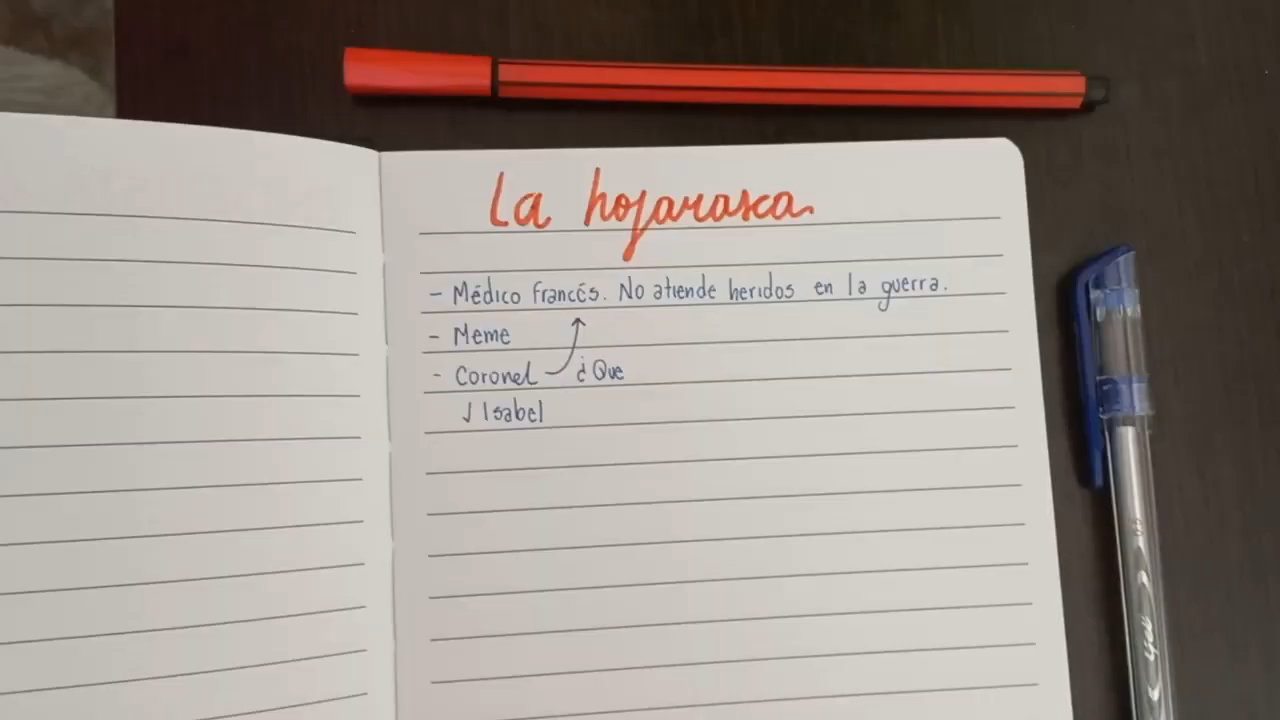 La hojarasca
- Médico francés. No atiende heridos en la guerra.
- Meme
- Coronel ¿Que
↓ Isabel